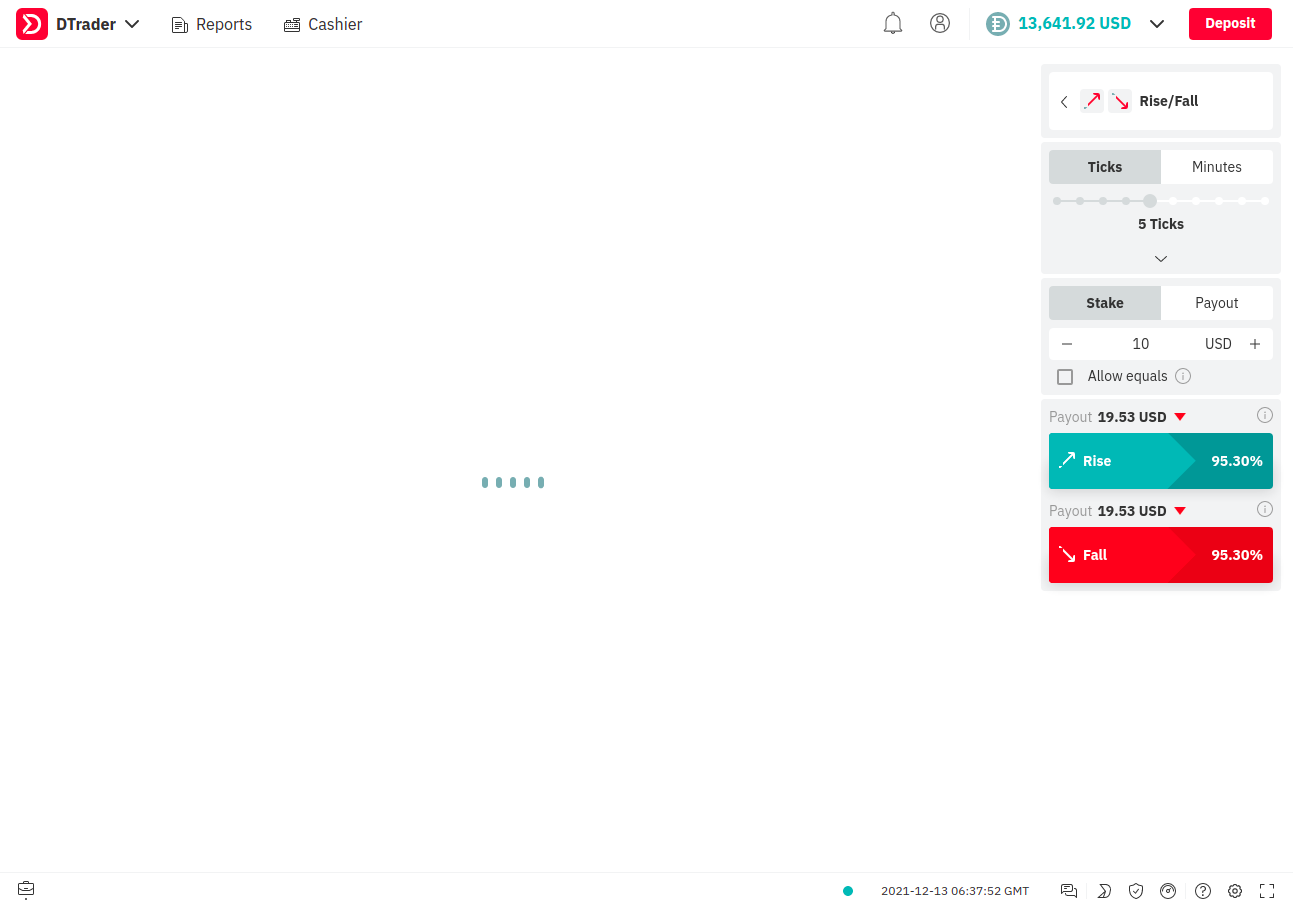 DTrader
Reports
Cashier
13,641.92 USD
Deposit
Rise/Fall
Ticks Minutes
5 Ticks
Stake Payout
10 USD
Allow equals
Payout 19.53 USD
Rise 95.30%
Payout 19.53 USD
Fall 95.30%
2021-12-13 06:37:52 GMT